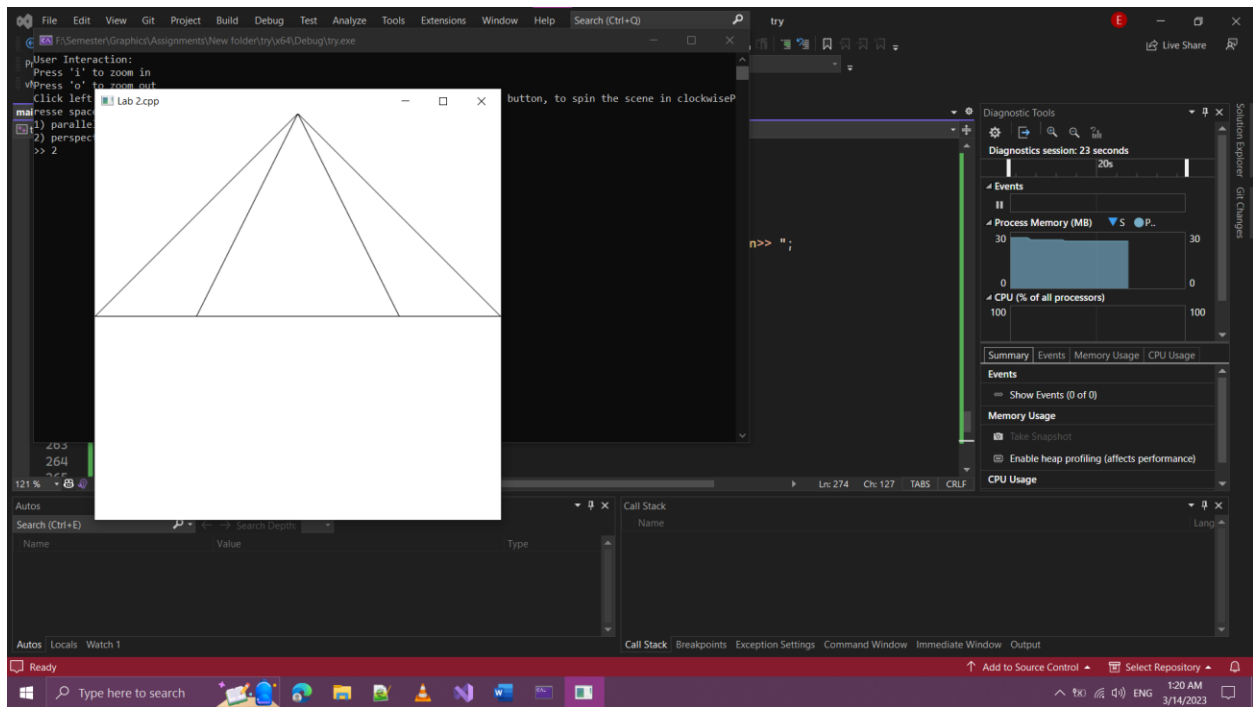 File Edit View Git Project Build Debug Test Analyze Tools Extensions Window Help Search (Ctrl+Q) try E
F:\Semester\Graphics\Assignments\New folder\try\x64\Debug\try.exe
Live Share
User Interaction:
Press 'i' to zoom in
Press 'o' to zoom out
Click left button, to spin the scene in clockwiseP
resse spac
1) paralle
2) perspec
>> 2
Lab 2.cpp
n>> ";
263
264
265
121 %
Ln: 274 Ch: 127 TABS CRLF
Diagnostic Tools
Diagnostics session: 23 seconds
20s
Events
Process Memory (MB) S P..
30 30
0 0
CPU (% of all processors)
100 100
Summary Events Memory Usage CPU Usage
Events
Show Events (0 of 0)
Memory Usage
Take Snapshot
Enable heap profiling (affects performance)
CPU Usage
Solution Explorer
Git Changes
Autos
Search (Ctrl+E) Search Depth:
Name Value Type
Autos Locals Watch 1
Call Stack
Name Lang
Call Stack Breakpoints Exception Settings Command Window Immediate Window Output
Ready
Add to Source Control Select Repository
Type here to search
ENG
1:20 AM
3/14/2023